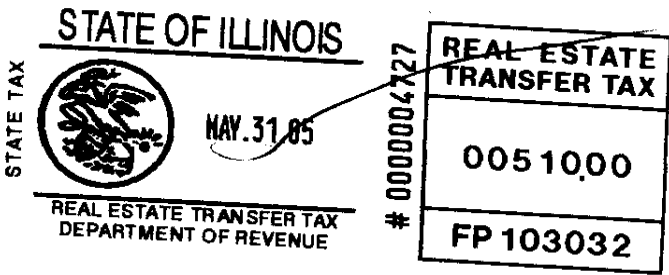 STATE OF ILLINOIS
STATE TAX
MAY.31.05
REAL ESTATE TRANSFER TAX
DEPARTMENT OF REVENUE
# 0000004727
REAL ESTATE
TRANSFER TAX
0051000
FP 103032